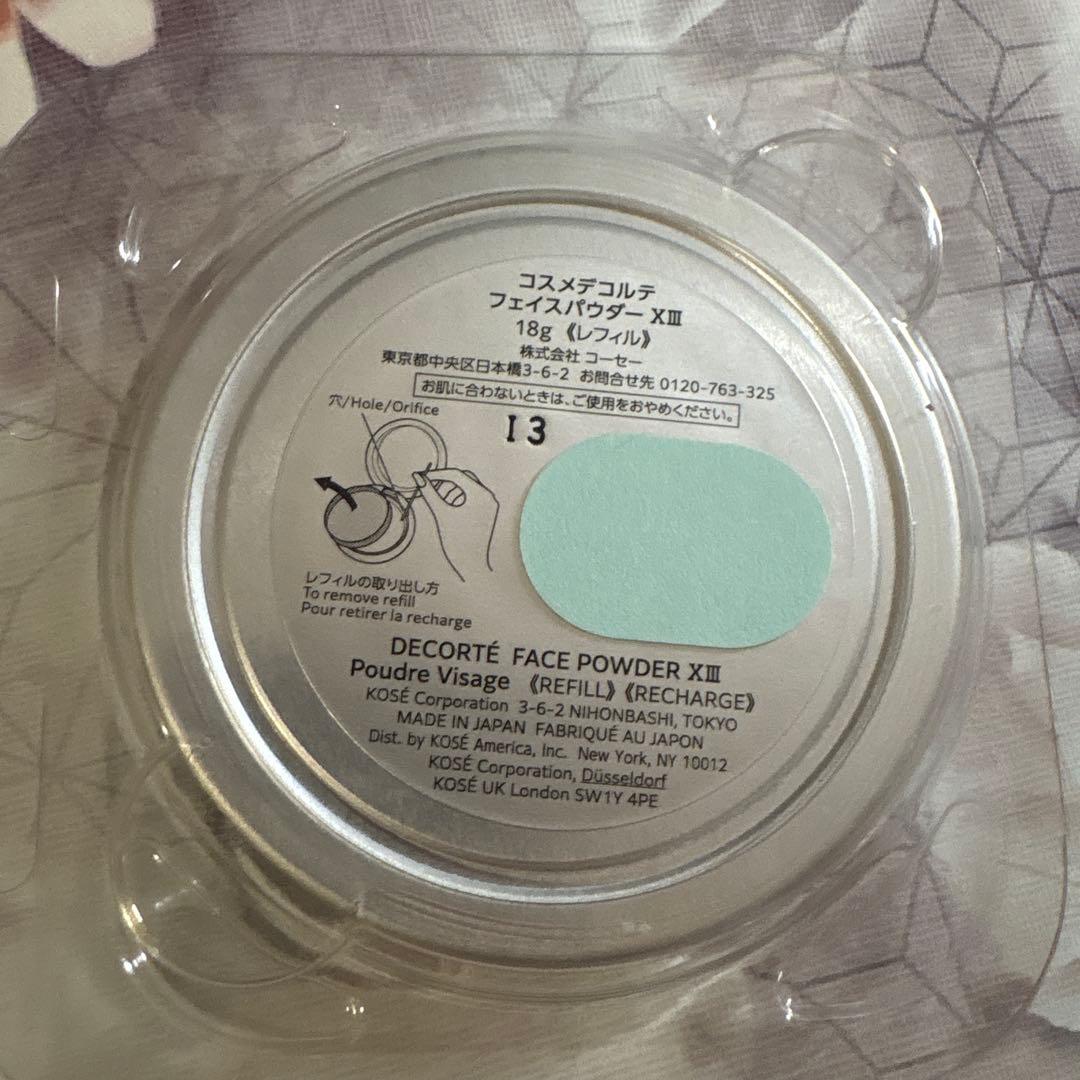 コスメデコルテ
フェイスパウダー XⅢ
18g 《レフィル》
株式会社 コーセー
東京都中央区日本橋3-6-2 お問合せ先 0120-763-325
お肌に合わないときは、ご使用をおやめください。
穴/Hole/Orifice
I 3
レフィルの取り出し方
To remove refill
Pour retirer la recharge
DECORTÉ FACE POWDER XⅢ
Poudre Visage 《REFILL》《RECHARGE》
KOSÉ Corporation 3-6-2 NIHONBASHI, TOKYO
MADE IN JAPAN FABRIQUÉ AU JAPON
Dist. by KOSÉ America, Inc. New York, NY 10012
KOSÉ Corporation, Düsseldorf
KOSÉ UK London SW1Y 4PE